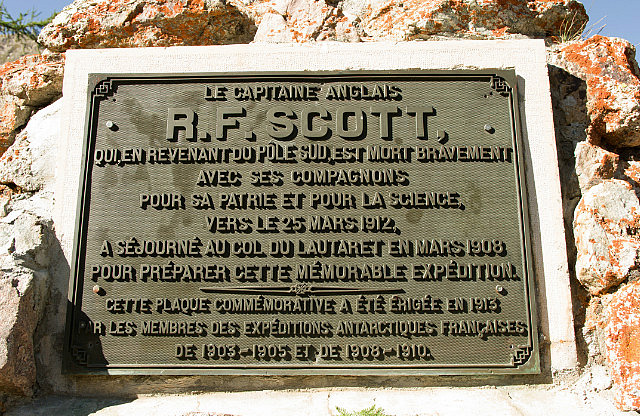 LE CAPITAINE ANGLAIS
R.F. SCOTT,
QUI, EN REVENANT DU PÔLE SUD, EST MORT BRAVEMENT
AVEC SES COMPAGNONS
POUR SA PATRIE ET POUR LA SCIENCE,
VERS LE 25 MARS 1912,
A SÉJOURNÉ AU COL DU LAUTARET EN MARS 1908
POUR PRÉPARER CETTE MÉMORABLE EXPÉDITION.
CETTE PLAQUE COMMÉMORATIVE A ÉTÉ ÉRIGÉE EN 1913
PAR LES MEMBRES DES EXPÉDITIONS ANTARCTIQUES FRANÇAISES
DE 1903-1905 ET DE 1908-1910.